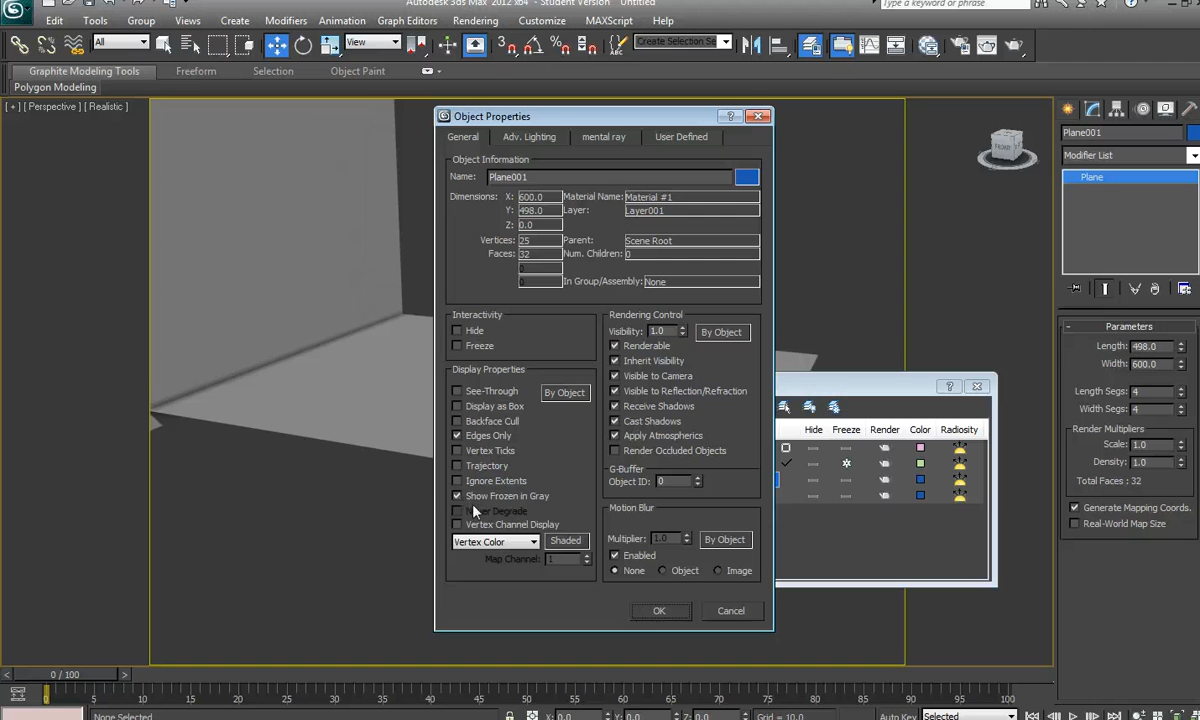 Autodesk 3ds Max 2012 x64 - Student Version Untitled
Type a keyword or phrase
Edit Tools Group Views Create Modifiers Animation Graph Editors Rendering Customize MAXScript Help
All
View
Create Selection Se
Graphite Modeling Tools Freeform Selection Object Paint
Polygon Modeling
[ + ] [ Perspective ] [ Realistic ]
Object Properties
General Adv. Lighting mental ray User Defined
Object Information
Name: Plane001
Dimensions: X: 600.0 Material Name: Material #1
Y: 498.0 Layer: Layer001
Z: 0.0
Vertices: 25 Parent: Scene Root
Faces: 32 Num. Children: 0
0
0 In Group/Assembly: None
Interactivity
Hide
Freeze
Display Properties
See-Through By Object
Display as Box
Backface Cull
Edges Only
Vertex Ticks
Trajectory
Ignore Extents
Show Frozen in Gray
Degrade
Vertex Channel Display
Vertex Color Shaded
Map Channel: 1
Rendering Control
Visibility: 1.0 By Object
Renderable
Inherit Visibility
Visible to Camera
Visible to Reflection/Refraction
Receive Shadows
Cast Shadows
Apply Atmospherics
Render Occluded Objects
G-Buffer
Object ID: 0
Motion Blur
Multiplier: 1.0 By Object
Enabled
None Object Image
OK Cancel
Hide Freeze Render Color Radiosity
Plane001
Modifier List
Plane
Parameters
Length: 498.0
Width: 600.0
Length Segs: 4
Width Segs: 4
Render Multipliers
Scale: 1.0
Density: 1.0
Total Faces : 32
Generate Mapping Coords.
Real-World Map Size
0 / 100
0 5 10 15 20 25 30 35 40 45 50 55 60 65 70 75 80 85 90 95 100
None Selected X: 0.0 Y: 0.0 Z: 0.0 Grid = 10.0 Auto Key Selected